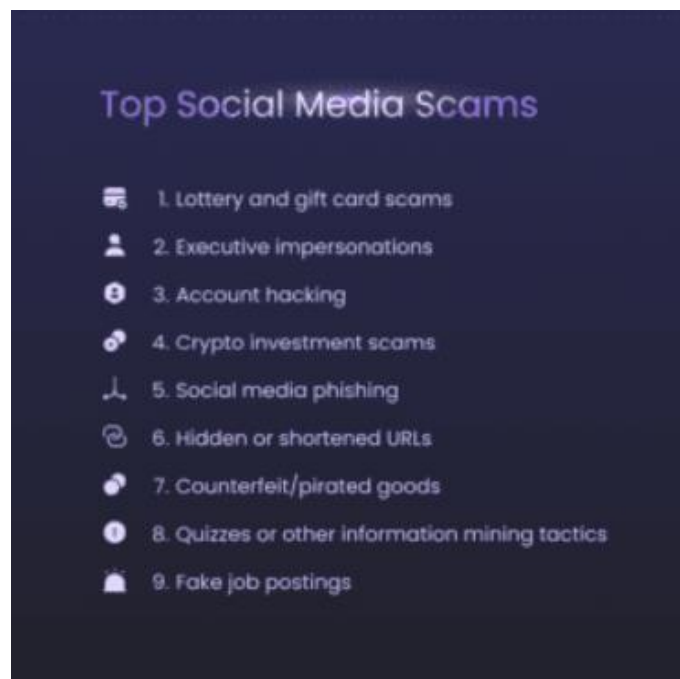 Top Social Media Scams
1. Lottery and gift card scams
2. Executive impersonations
3. Account hacking
4. Crypto investment scams
5. Social media phishing
6. Hidden or shortened URLs
7. Counterfeit/pirated goods
8. Quizzes or other information mining tactics
9. Fake job postings